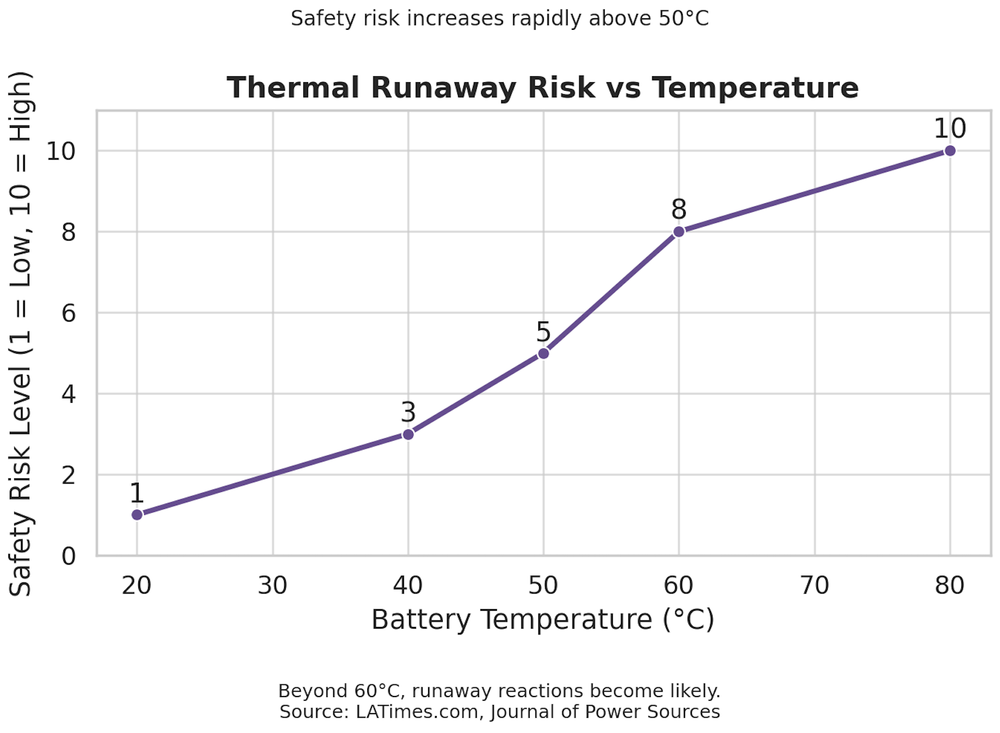 Safety risk increases rapidly above 50°C
Thermal Runaway Risk vs Temperature
Safety Risk Level (1 = Low, 10 = High)
10
8
6
4
2
0
1
3
5
8
10
20 30 40 50 60 70 80
Battery Temperature (°C)
Beyond 60°C, runaway reactions become likely.
Source: LATimes.com, Journal of Power Sources